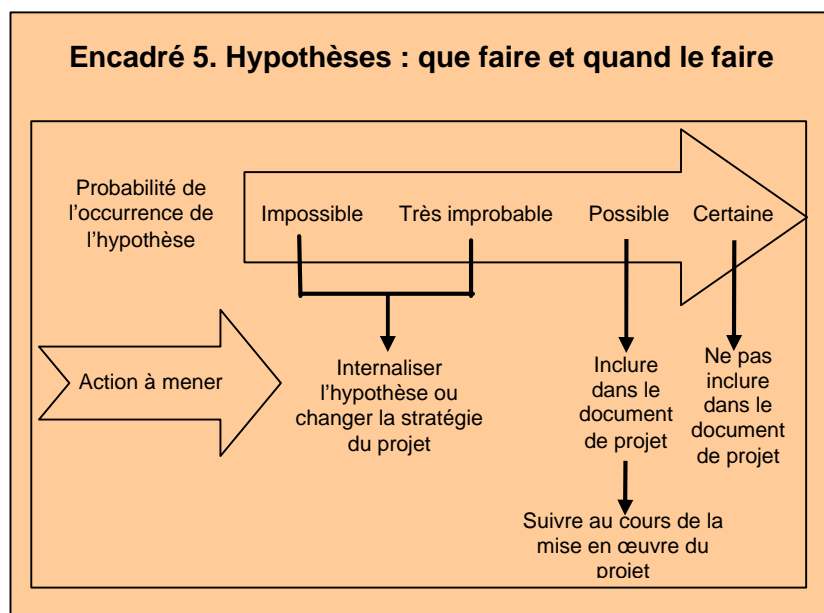 Encadré 5. Hypothèses : que faire et quand le faire
Probabilité de
l'occurrence de
l'hypothèse
Impossible
Très improbable
Possible
Certaine
Action à mener
Internaliser
l'hypothèse ou
changer la stratégie
du projet
Inclure
dans le
document
de projet
Ne pas
inclure
dans le
document
de projet
Suivre au cours de la
mise en œuvre du
projet